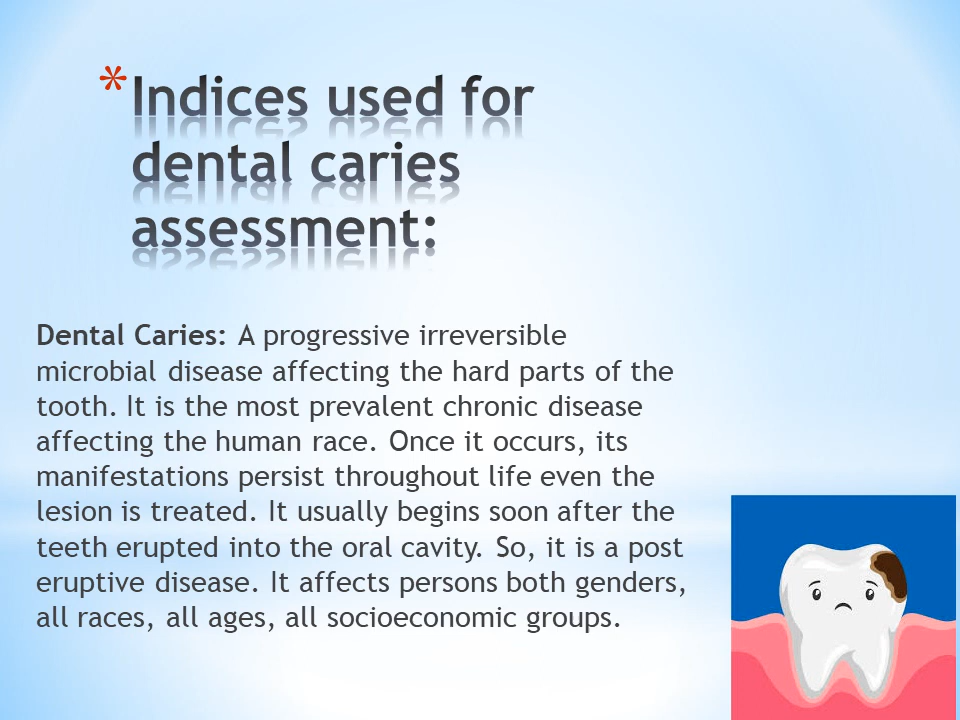 * Indices used for
dental caries
assessment:
Dental Caries: A progressive irreversible
microbial disease affecting the hard parts of the
tooth. It is the most prevalent chronic disease
affecting the human race. Once it occurs, its
manifestations persist throughout life even the
lesion is treated. It usually begins soon after the
teeth erupted into the oral cavity. So, it is a post
eruptive disease. It affects persons both genders,
all races, all ages, all socioeconomic groups.